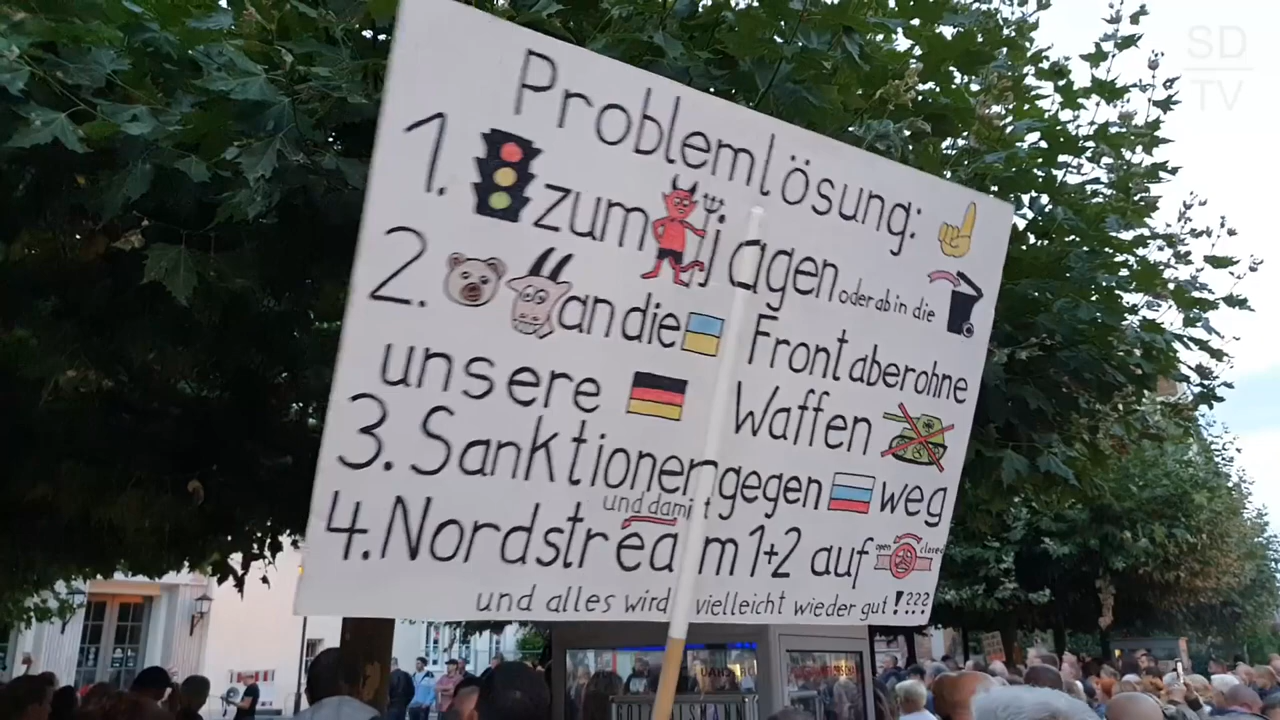 SD
TV
Problemlösung:
1. zum jagen oder ab in die
2. an die Front aber ohne
unsere Waffen
3. Sanktionen gegen weg
und damit
4. Nordstream 1+2 auf open closed
und alles wird vielleicht wieder gut!???